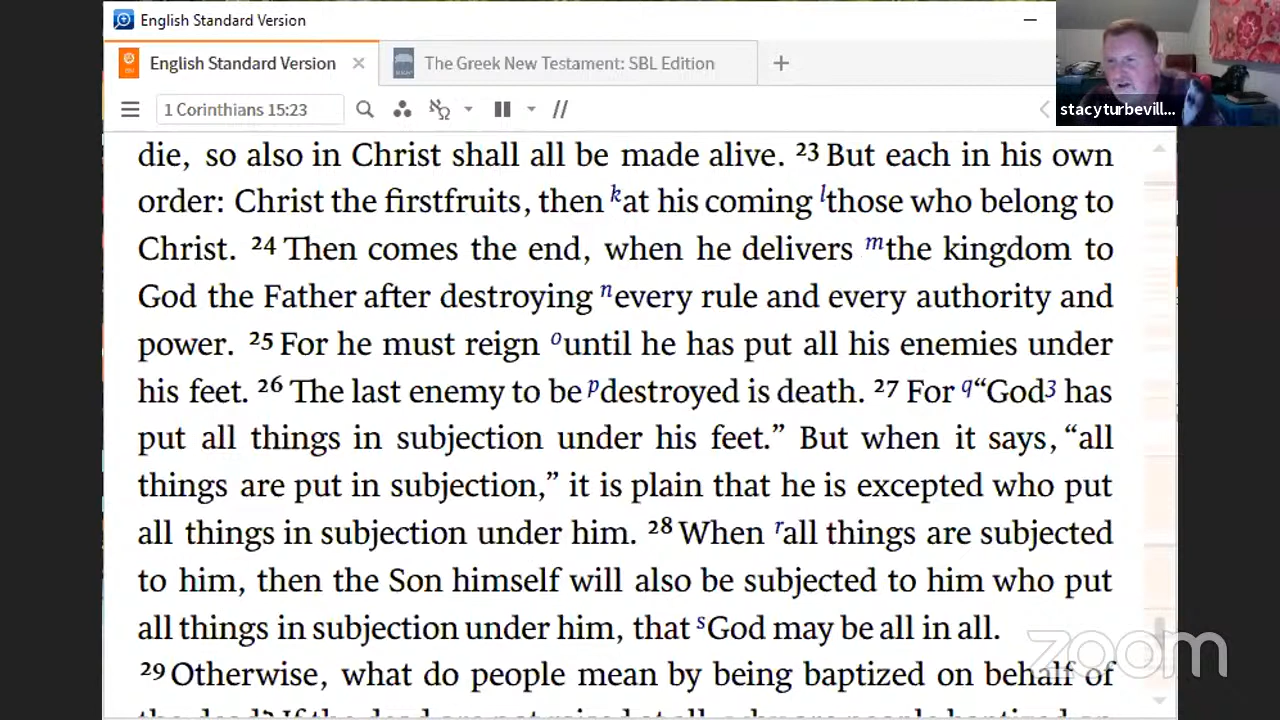 English Standard Version
English Standard Version
The Greek New Testament: SBL Edition
1 Corinthians 15:23
stacyturbevill...
die, so also in Christ shall all be made alive. 23 But each in his own
order: Christ the firstfruits, then k at his coming l those who belong to
Christ. 24 Then comes the end, when he delivers m the kingdom to
God the Father after destroying n every rule and every authority and
power. 25 For he must reign o until he has put all his enemies under
his feet. 26 The last enemy to be p destroyed is death. 27 For q “God3 has
put all things in subjection under his feet.” But when it says, “all
things are put in subjection,” it is plain that he is excepted who put
all things in subjection under him. 28 When r all things are subjected
to him, then the Son himself will also be subjected to him who put
all things in subjection under him, that s God may be all in all.
29 Otherwise, what do people mean by being baptized on behalf of
zoom